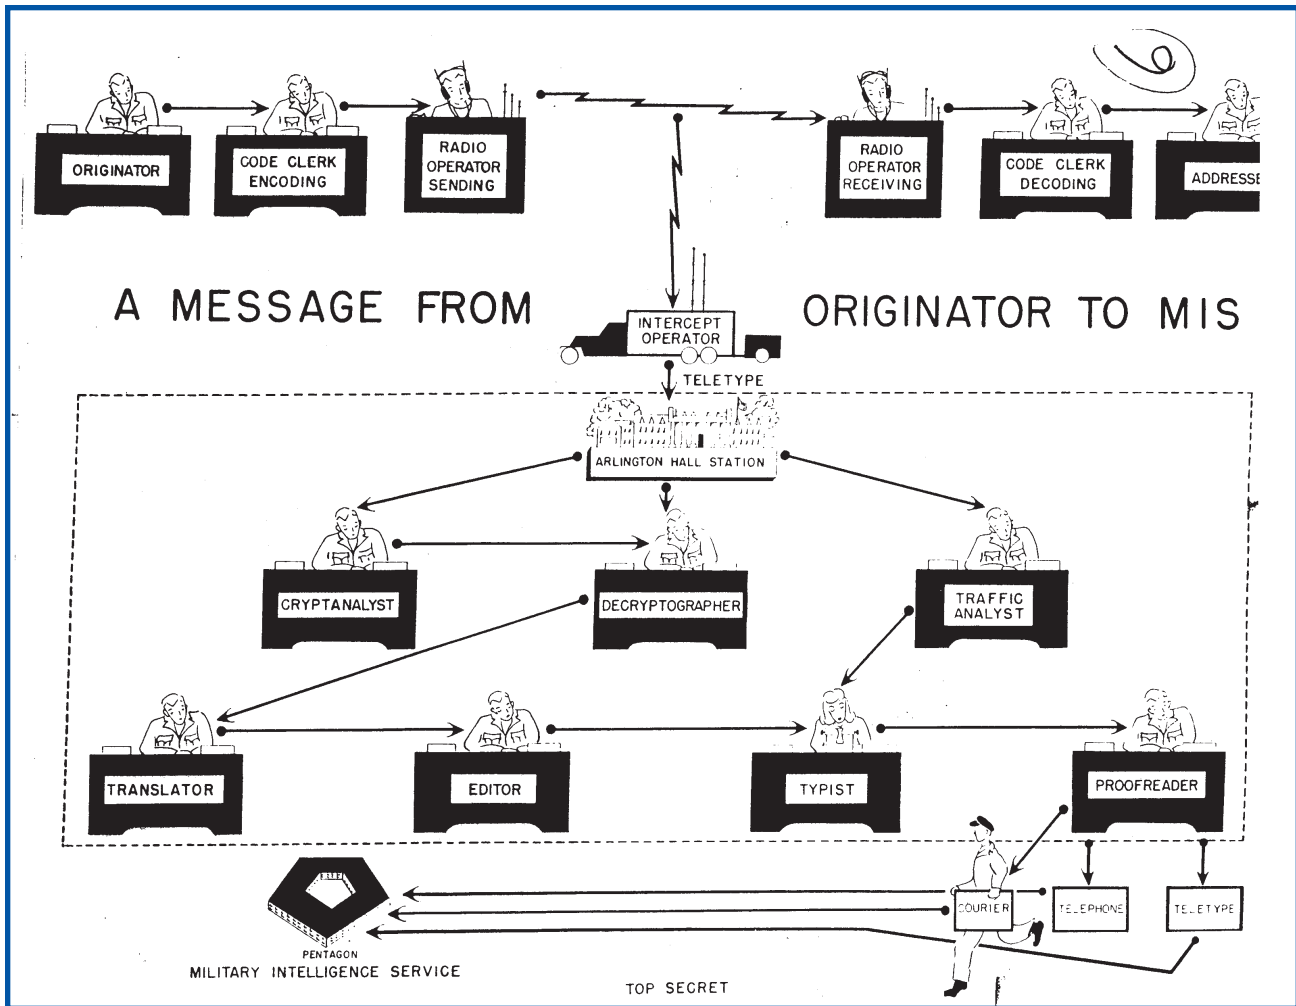 ORIGINATOR
CODE CLERK
ENCODING
RADIO
OPERATOR
SENDING
RADIO
OPERATOR
RECEIVING
CODE CLERK
DECODING
ADDRESSE
A MESSAGE FROM
ORIGINATOR TO MIS
INTERCEPT
OPERATOR
TELETYPE
ARLINGTON HALL STATION
CRYPTANALYST
DECRYPTOGRAPHER
TRAFFIC
ANALYST
TRANSLATOR
EDITOR
TYPIST
PROOFREADER
COURIER
TELEPHONE
TELETYPE
PENTAGON
MILITARY INTELLIGENCE SERVICE
TOP SECRET